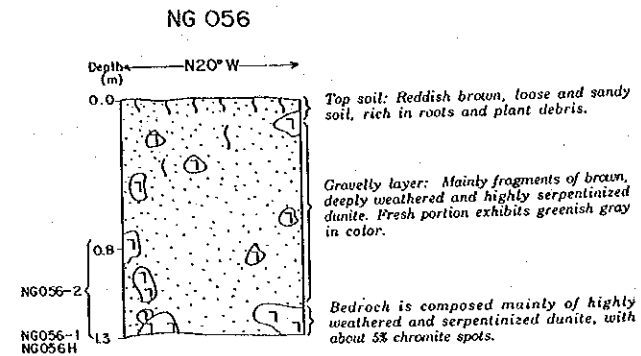 NG 056
Depth
(m)
N20°W
0.0
Top soil: Reddish brown, loose and sandy
soil, rich in roots and plant debris.
Gravelly layer: Mainly fragments of brown,
deeply weathered and highly serpentinized
dunite. Fresh portion exhibits greenish gray
in color.
0.8
NG056-2
Bedroch is composed mainly of highly
weathered and serpentinized dunite, with
about 5% chromite spots.
NG056-1
1.3
NG056H